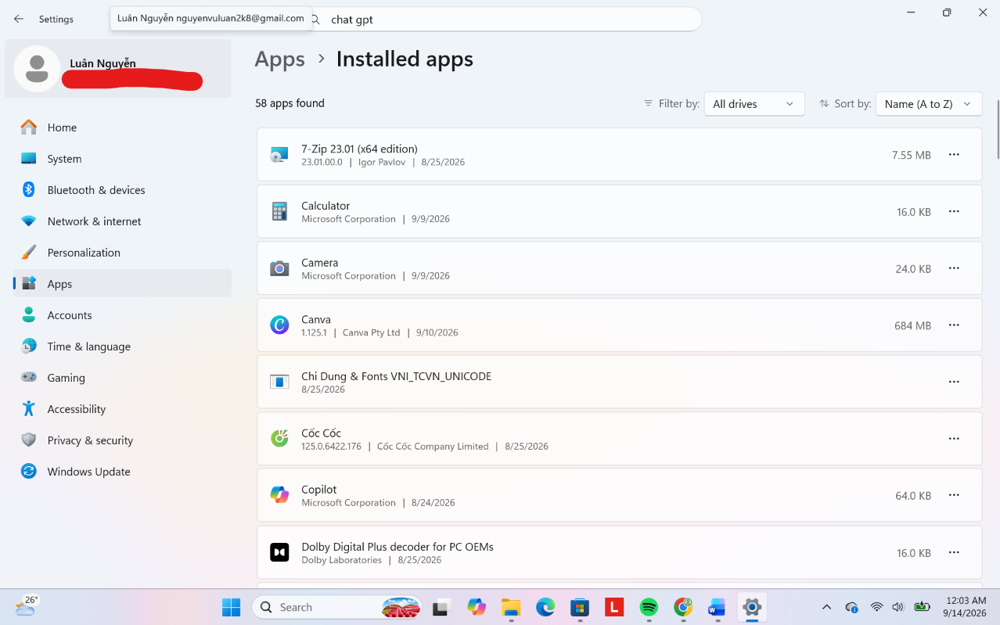 Settings
Luân Nguyễn nguyenvuluan2k8@gmail.com
chat gpt
Luân Nguyễn
Apps > Installed apps
58 apps found
Filter by: All drives
Sort by: Name (A to Z)
Home
System
Bluetooth & devices
Network & internet
Personalization
Apps
Accounts
Time & language
Gaming
Accessibility
Privacy & security
Windows Update
7-Zip 23.01 (x64 edition)
23.01.00.0 | Igor Pavlov | 8/25/2026
7.55 MB
Calculator
Microsoft Corporation | 9/9/2026
16.0 KB
Camera
Microsoft Corporation | 9/9/2026
24.0 KB
Canva
1.125.1 | Canva Pty Ltd | 9/10/2026
684 MB
Chi Dung & Fonts VNI_TCVN_UNICODE
8/25/2026
Cốc Cốc
125.0.6422.176 | Cốc Cốc Company Limited | 8/25/2026
Copilot
Microsoft Corporation | 8/24/2026
64.0 KB
Dolby Digital Plus decoder for PC OEMs
Dolby Laboratories | 8/25/2026
16.0 KB
26°
Search
L
W
12:03 AM
9/14/2026